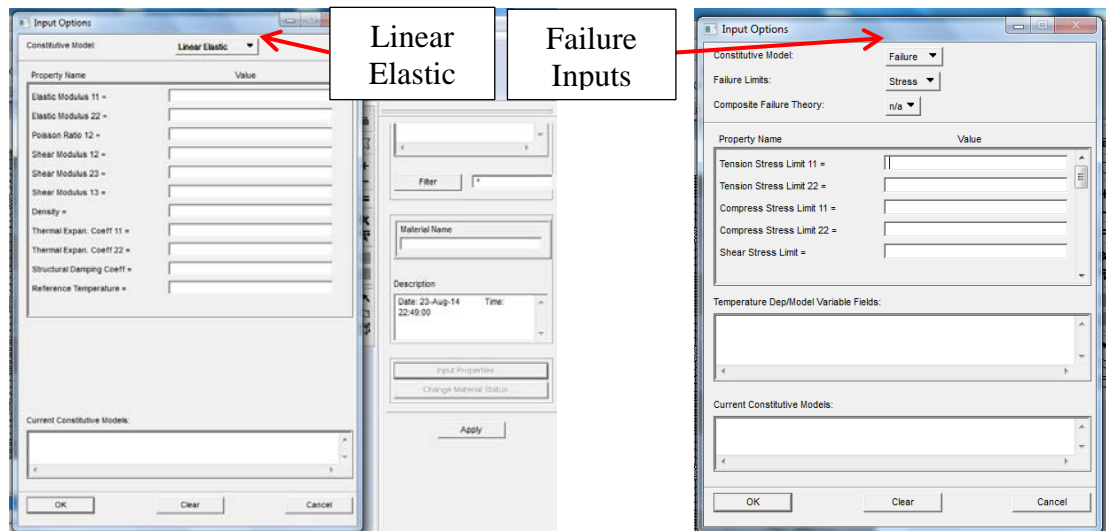 Input Options
Constitutive Model:
Linear Elastic
Property Name Value
Elastic Modulus 11 =
Elastic Modulus 22 =
Poisson Ratio 12 =
Shear Modulus 12 =
Shear Modulus 23 =
Shear Modulus 13 =
Density =
Thermal Expan. Coeff 11 =
Thermal Expan. Coeff 22 =
Structural Damping Coeff =
Reference Temperature =
Current Constitutive Models:
OK Clear Cancel
Linear
Elastic
Filter *
Material Name
Description
Date: 23-Aug-14 Time:
22:49:00
Input Properties ...
Change Material Status ...
Apply
Failure
Inputs
Input Options
Constitutive Model: Failure
Failure Limits: Stress
Composite Failure Theory: n/a
Property Name Value
Tension Stress Limit 11 =
Tension Stress Limit 22 =
Compress Stress Limit 11 =
Compress Stress Limit 22 =
Shear Stress Limit =
Temperature Dep/Model Variable Fields:
Current Constitutive Models:
OK Clear Cancel